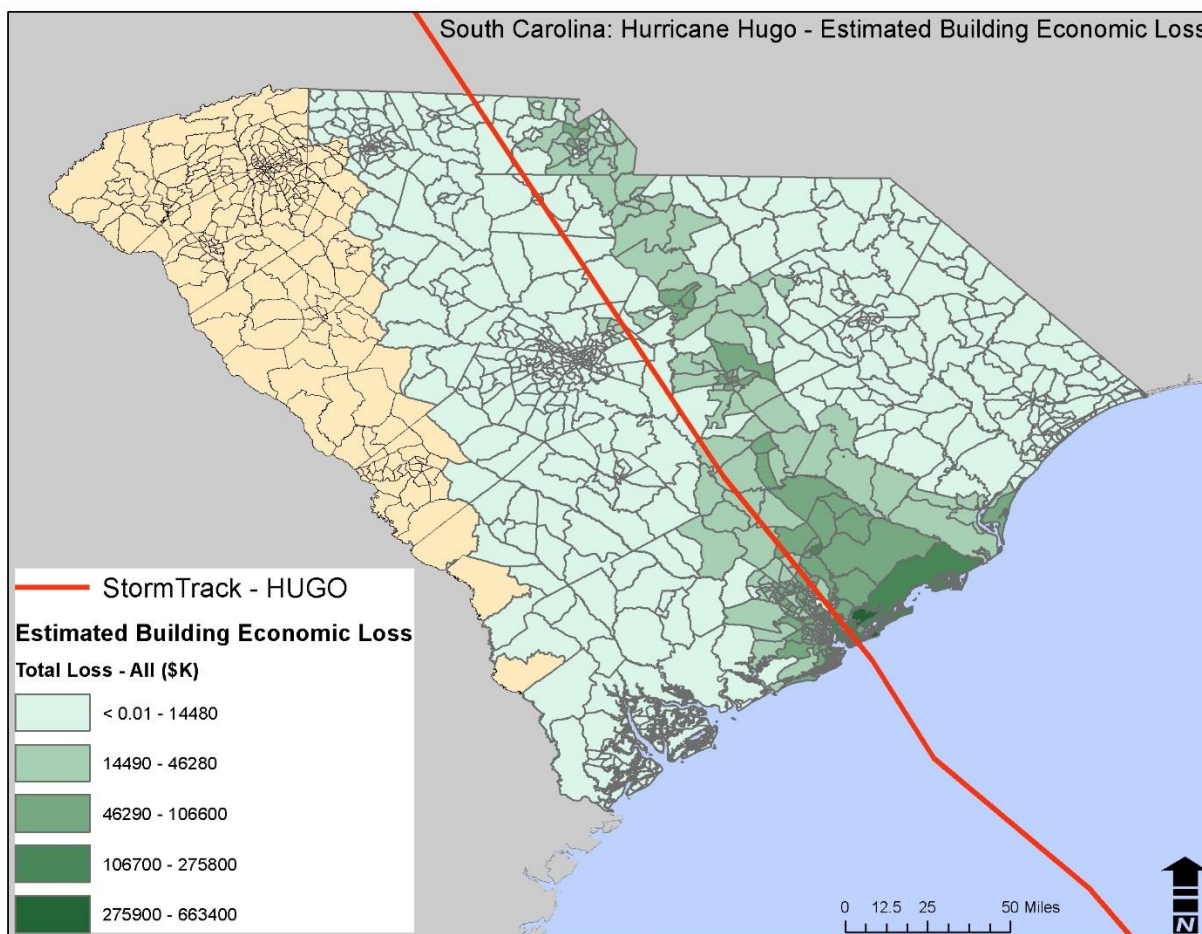 South Carolina: Hurricane Hugo - Estimated Building Economic Loss
StormTrack - HUGO
Estimated Building Economic Loss
Total Loss - All ($K)
< 0.01 - 14480
14490 - 46280
46290 - 106600
106700 - 275800
275900 - 663400
0 12.5 25 50 Miles
N